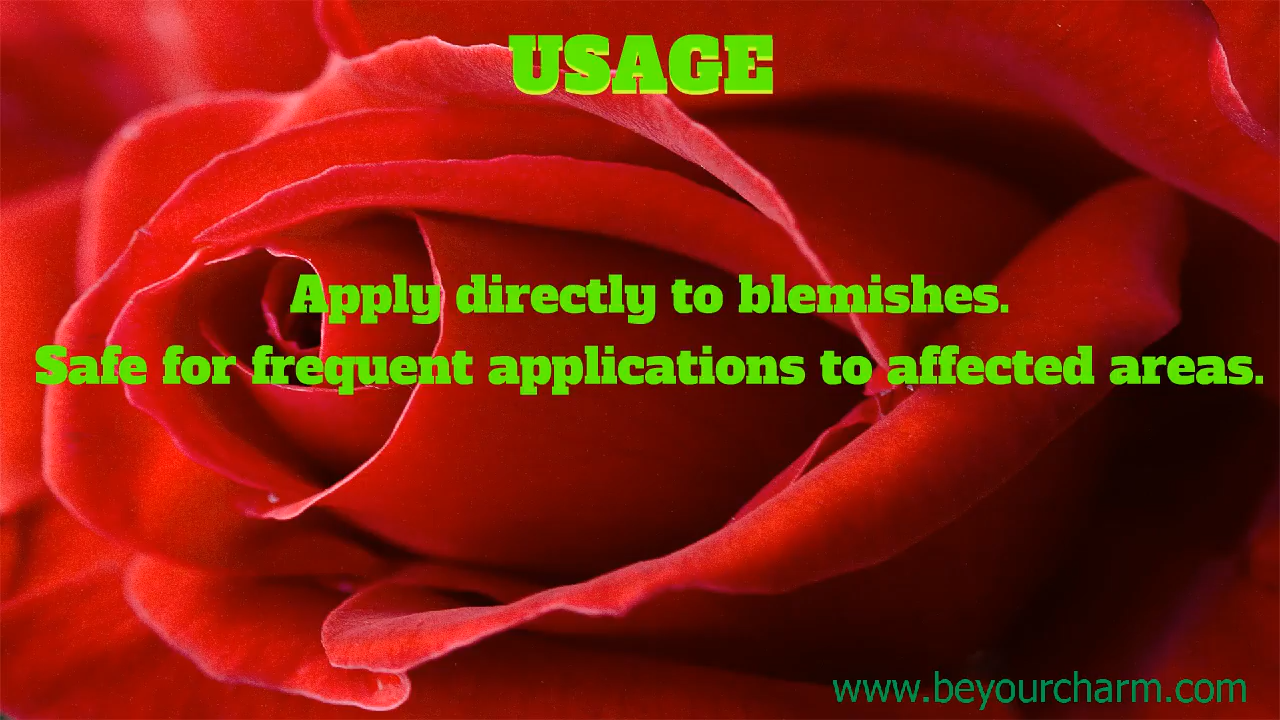 USAGE
Apply directly to blemishes.
Safe for frequent applications to affected areas.
www.beyourcharm.com